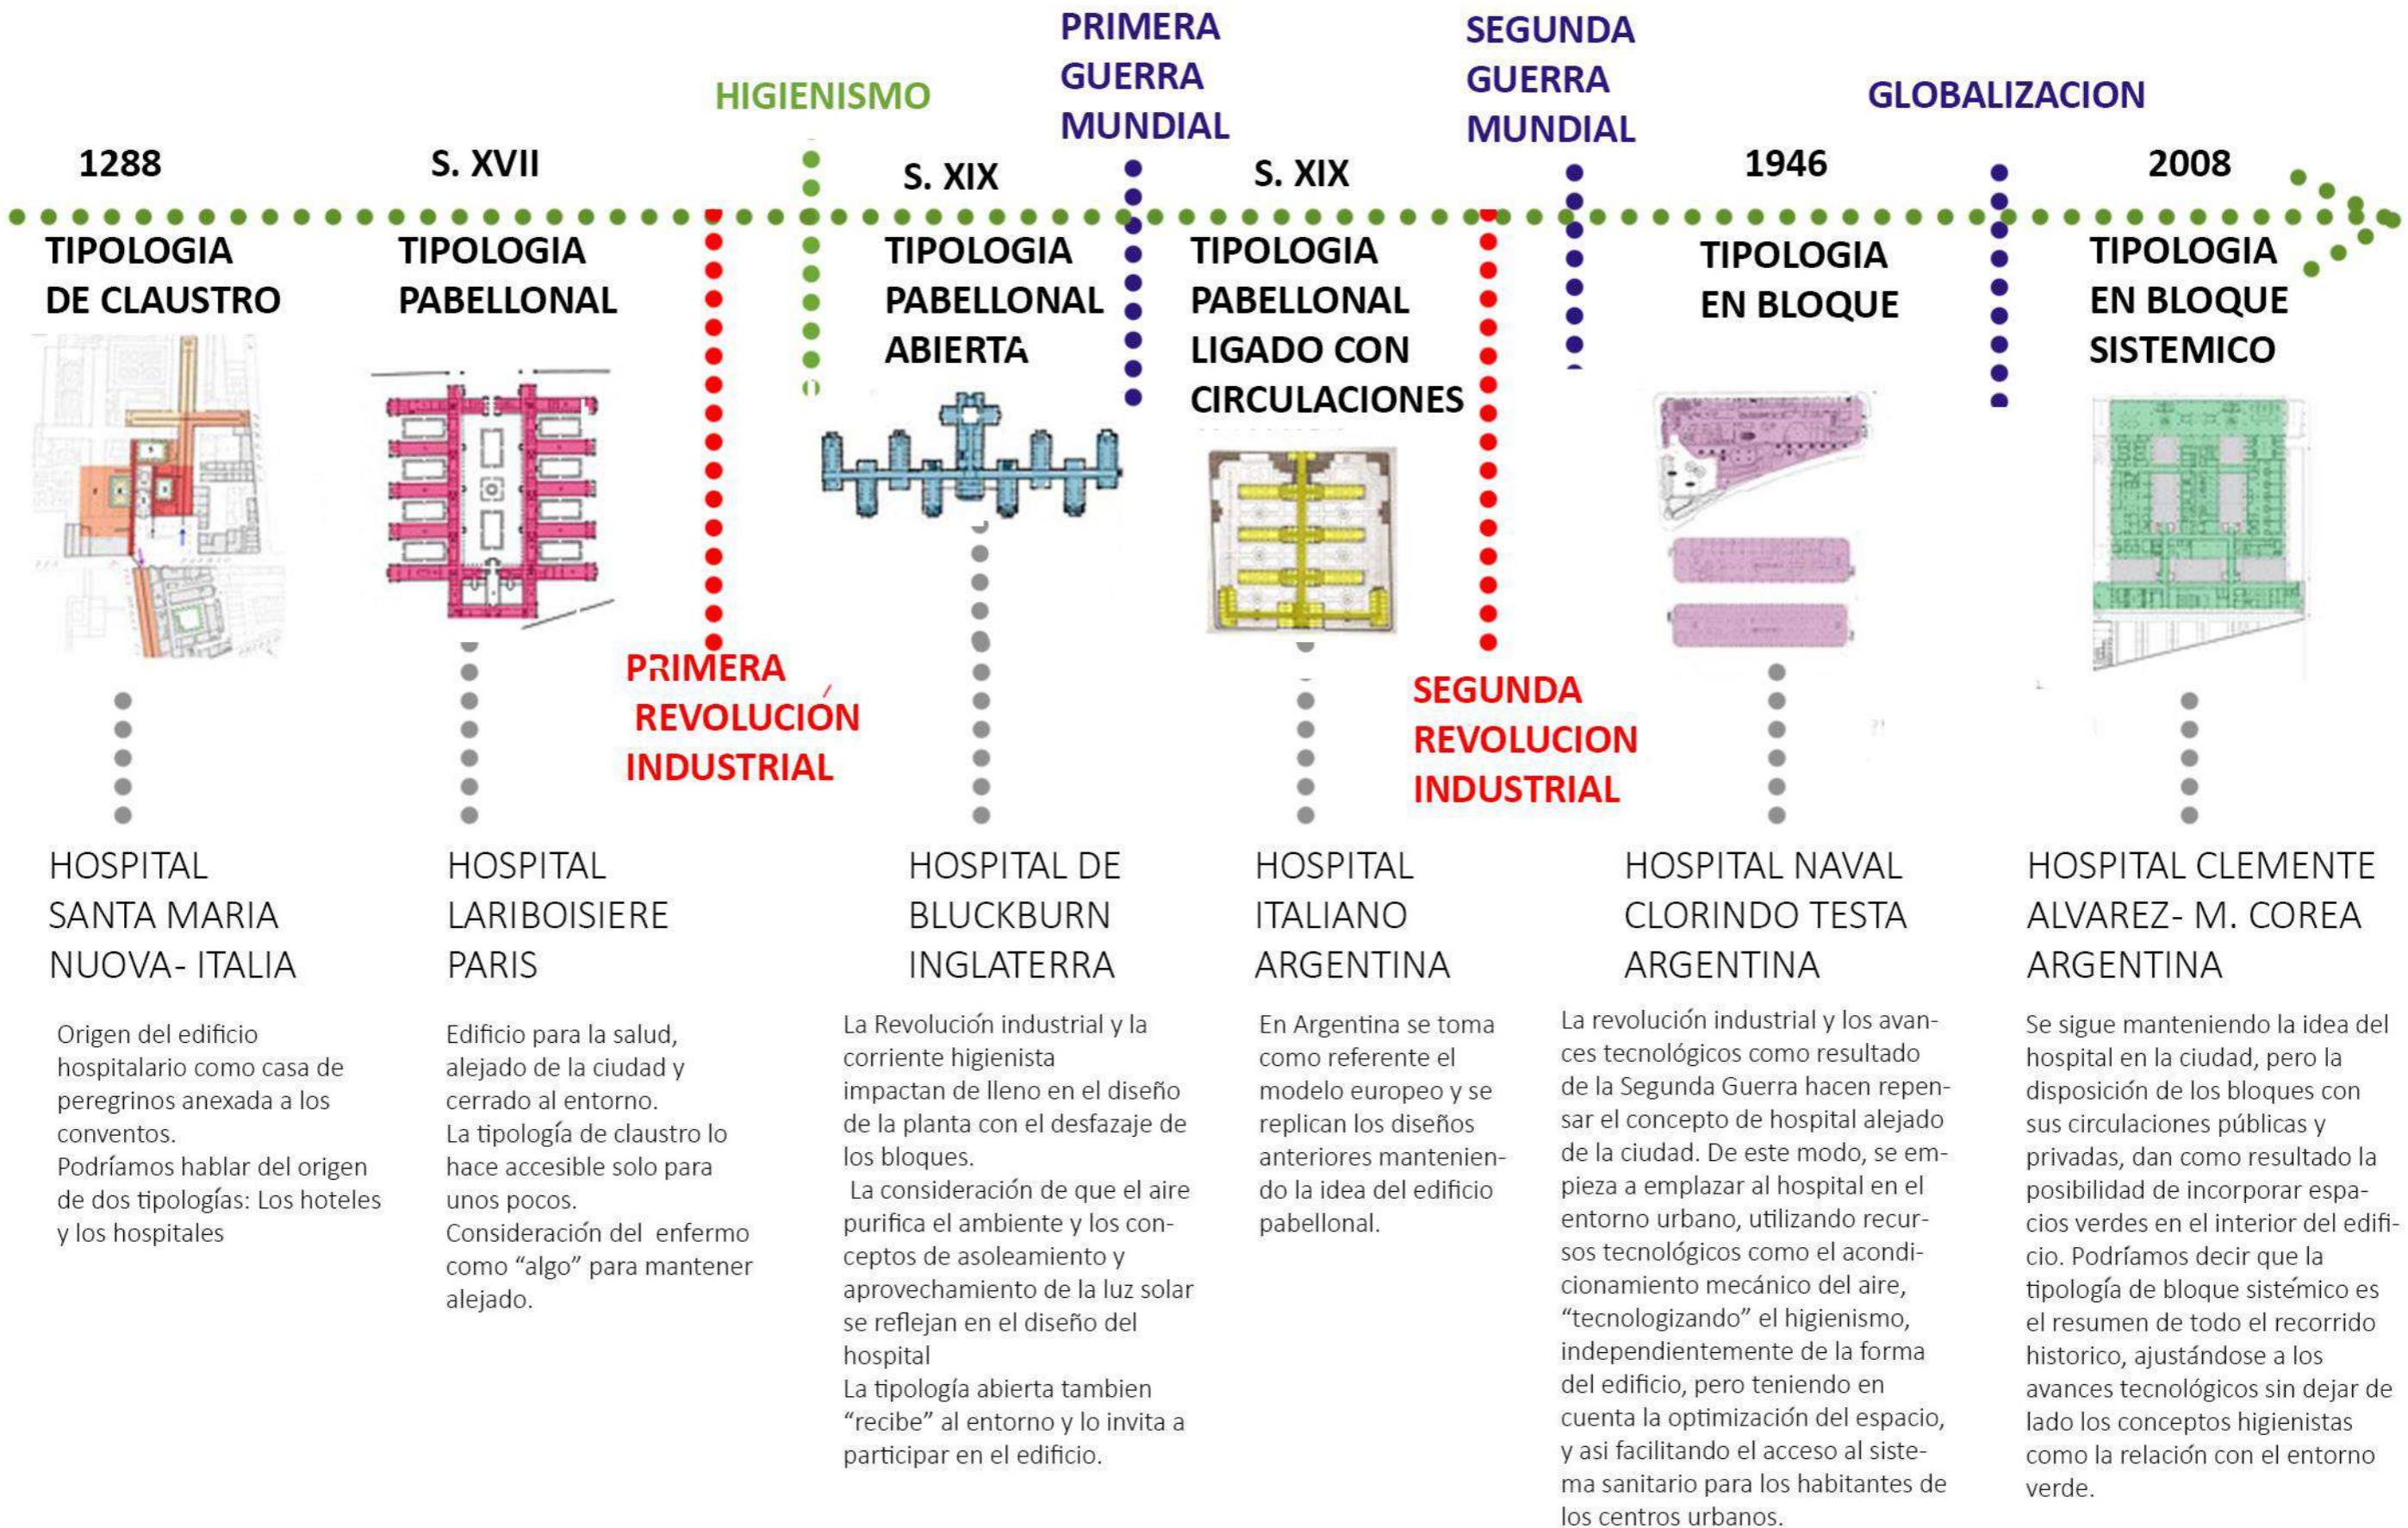 PRIMERA
GUERRA
MUNDIAL
SEGUNDA
GUERRA
MUNDIAL
HIGIENISMO
GLOBALIZACION
1288
S. XVII
S. XIX
S. XIX
1946
2008
TIPOLOGIA
DE CLAUSTRO
TIPOLOGIA
PABELLONAL
TIPOLOGIA
PABELLONAL
ABIERTA
TIPOLOGIA
PABELLONAL
LIGADO CON
CIRCULACIONES
TIPOLOGIA
EN BLOQUE
TIPOLOGIA
EN BLOQUE
SISTEMICO
PRIMERA
REVOLUCIÓN
INDUSTRIAL
SEGUNDA
REVOLUCION
INDUSTRIAL
HOSPITAL
SANTA MARIA
NUOVA- ITALIA
Origen del edificio
hospitalario como casa de
peregrinos anexada a los
conventos.
Podríamos hablar del origen
de dos tipologías: Los hoteles
y los hospitales
HOSPITAL
LARIBOISIERE
PARIS
Edificio para la salud,
alejado de la ciudad y
cerrado al entorno.
La tipología de claustro lo
hace accesible solo para
unos pocos.
Consideración del enfermo
como “algo” para mantener
alejado.
HOSPITAL DE
BLUCKBURN
INGLATERRA
La Revolución industrial y la
corriente higienista
impactan de lleno en el diseño
de la planta con el desfazaje de
los bloques.
La consideración de que el aire
purifica el ambiente y los con-
ceptos de asoleamiento y
aprovechamiento de la luz solar
se reflejan en el diseño del
hospital
La tipología abierta tambien
“recibe” al entorno y lo invita a
participar en el edificio.
HOSPITAL
ITALIANO
ARGENTINA
En Argentina se toma
como referente el
modelo europeo y se
replican los diseños
anteriores mantenien-
do la idea del edificio
pabellonal.
HOSPITAL NAVAL
CLORINDO TESTA
ARGENTINA
La revolución industrial y los avan-
ces tecnológicos como resultado
de la Segunda Guerra hacen repen-
sar el concepto de hospital alejado
de la ciudad. De este modo, se em-
pieza a emplazar al hospital en el
entorno urbano, utilizando recur-
sos tecnológicos como el acondi-
cionamiento mecánico del aire,
“tecnologizando” el higienismo,
independientemente de la forma
del edificio, pero teniendo en
cuenta la optimización del espacio,
y asi facilitando el acceso al siste-
ma sanitario para los habitantes de
los centros urbanos.
HOSPITAL CLEMENTE
ALVAREZ- M. COREA
ARGENTINA
Se sigue manteniendo la idea del
hospital en la ciudad, pero la
disposición de los bloques con
sus circulaciones públicas y
privadas, dan como resultado la
posibilidad de incorporar espa-
cios verdes en el interior del edifi-
cio. Podríamos decir que la
tipología de bloque sistémico es
el resumen de todo el recorrido
historico, ajustándose a los
avances tecnológicos sin dejar de
lado los conceptos higienistas
como la relación con el entorno
verde.